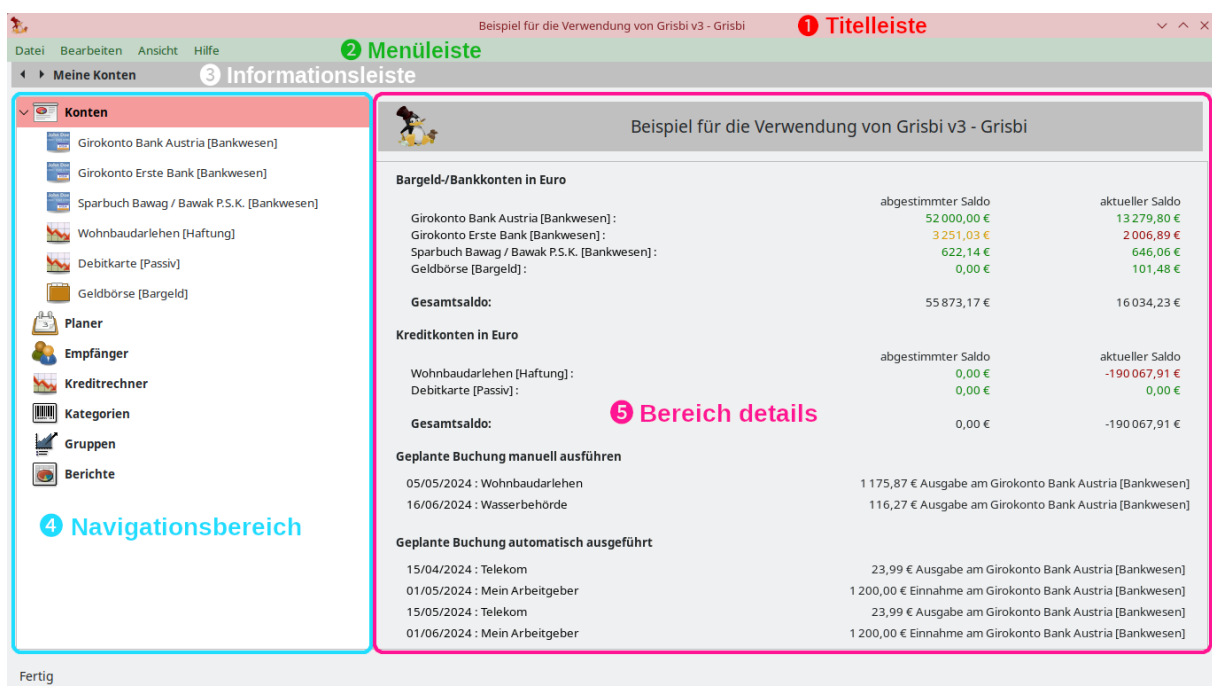 Beispiel für die Verwendung von Grisbi v3 - Grisbi ❶ Titelleiste
Datei Bearbeiten Ansicht Hilfe ❷ Menüleiste
Meine Konten ❸ Informationsleiste
Konten
Girokonto Bank Austria [Bankwesen]
Girokonto Erste Bank [Bankwesen]
Sparbuch Bawag / Bawak P.S.K. [Bankwesen]
Wohnbaudarlehen [Haftung]
Debitkarte [Passiv]
Geldbörse [Bargeld]
Planer
Empfänger
Kreditrechner
Kategorien
Gruppen
Berichte
❹ Navigationsbereich
Beispiel für die Verwendung von Grisbi v3 - Grisbi
Bargeld-/Bankkonten in Euro
abgestimmter Saldo aktueller Saldo
Girokonto Bank Austria [Bankwesen] : 52 000,00 € 13 279,80 €
Girokonto Erste Bank [Bankwesen] : 3 251,03 € 2 006,89 €
Sparbuch Bawag / Bawak P.S.K. [Bankwesen] : 622,14 € 646,06 €
Geldbörse [Bargeld] : 0,00 € 101,48 €
Gesamtsaldo: 55 873,17 € 16 034,23 €
Kreditkonten in Euro
abgestimmter Saldo aktueller Saldo
Wohnbaudarlehen [Haftung] : 0,00 € -190 067,91 €
Debitkarte [Passiv] : 0,00 € 0,00 €
❺ Bereich details
Gesamtsaldo: 0,00 € -190 067,91 €
Geplante Buchung manuell ausführen
05/05/2024 : Wohnbaudarlehen 1 175,87 € Ausgabe am Girokonto Bank Austria [Bankwesen]
16/06/2024 : Wasserbehörde 116,27 € Ausgabe am Girokonto Bank Austria [Bankwesen]
Geplante Buchung automatisch ausgeführt
15/04/2024 : Telekom 23,99 € Ausgabe am Girokonto Bank Austria [Bankwesen]
01/05/2024 : Mein Arbeitgeber 1 200,00 € Einnahme am Girokonto Bank Austria [Bankwesen]
15/05/2024 : Telekom 23,99 € Ausgabe am Girokonto Bank Austria [Bankwesen]
01/06/2024 : Mein Arbeitgeber 1 200,00 € Einnahme am Girokonto Bank Austria [Bankwesen]
Fertig